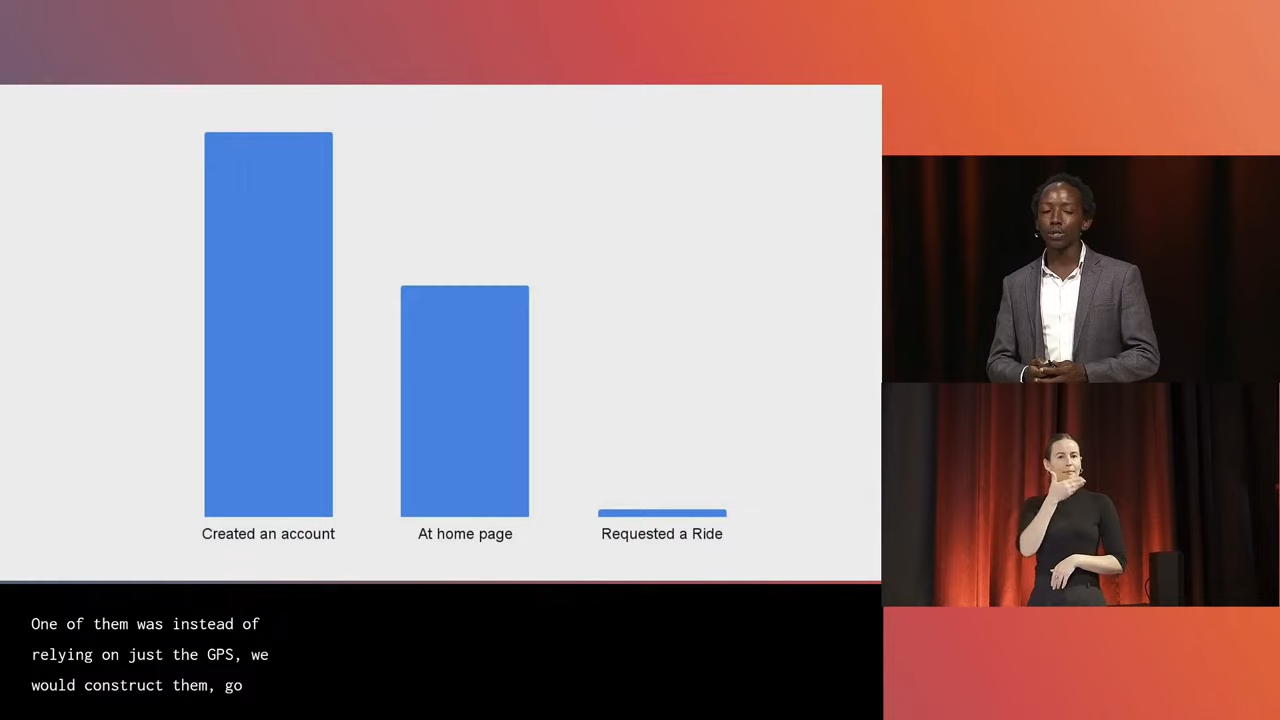 Created an account
At home page
Requested a Ride
One of them was instead of
relying on just the GPS, we
would construct them, go